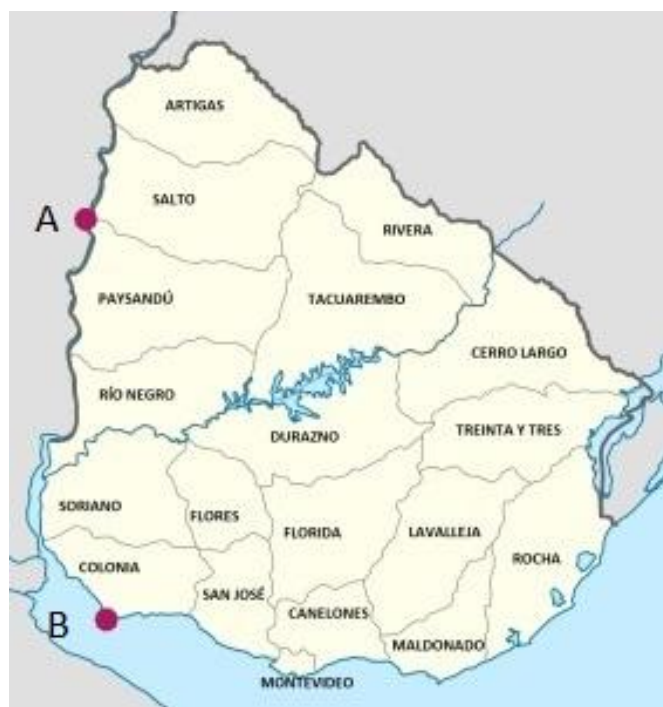 ARTIGAS
SALTO
A
RIVERA
PAYSANDÚ
TACUAREMBO
CERRO LARGO
RÍO NEGRO
DURAZNO
TREINTA Y TRES
SORIANO
FLORES
FLORIDA
LAVALLEJA
ROCHA
COLONIA
SAN JOSÉ
CANELONES
B
MALDONADO
MONTEVIDEO